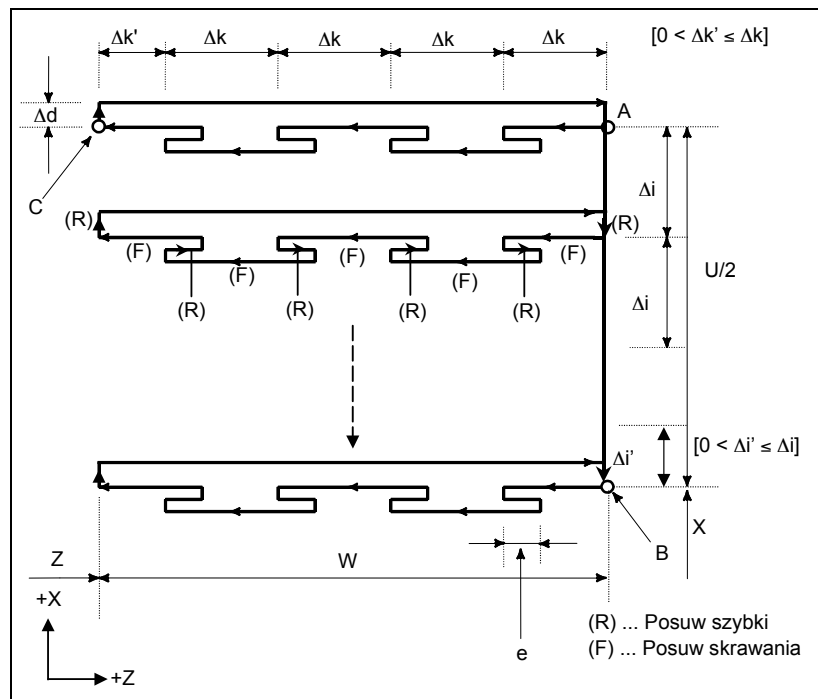 Δk' Δk Δk Δk Δk [0 < Δk' ≤ Δk]
Δd
A
C
Δi
(R) (R)
(F) (F) (F)
(F) (F)
U/2
(R) (R) (R) (R)
Δi
Δi' [0 < Δi' ≤ Δi]
X
B
Z W
+X
e
(R) ... Posuw szybki
(F) ... Posuw skrawania
+Z